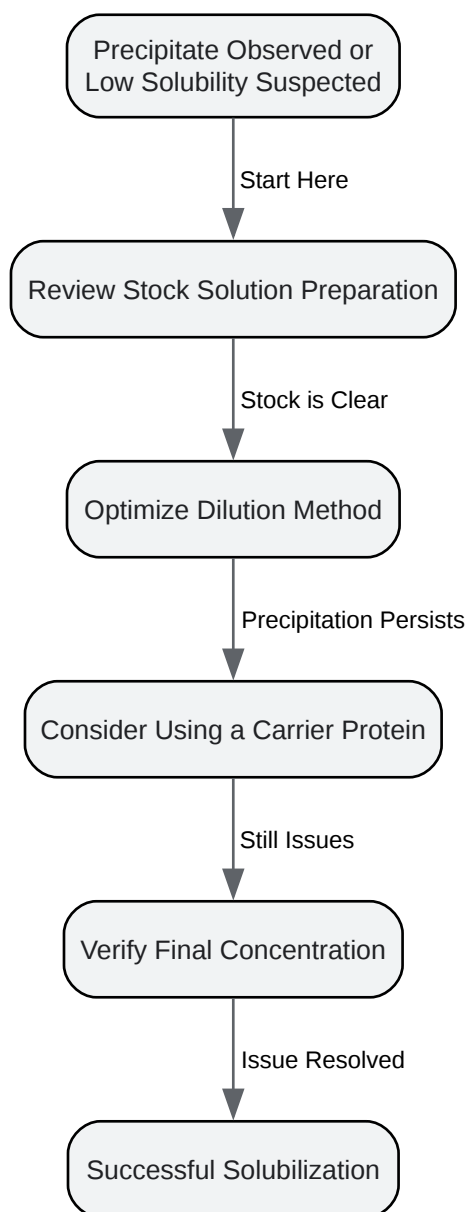 Precipitate Observed or
Low Solubility Suspected
Start Here
Review Stock Solution Preparation
Stock is Clear
Optimize Dilution Method
Precipitation Persists
Consider Using a Carrier Protein
Still Issues
Verify Final Concentration
Issue Resolved
Successful Solubilization